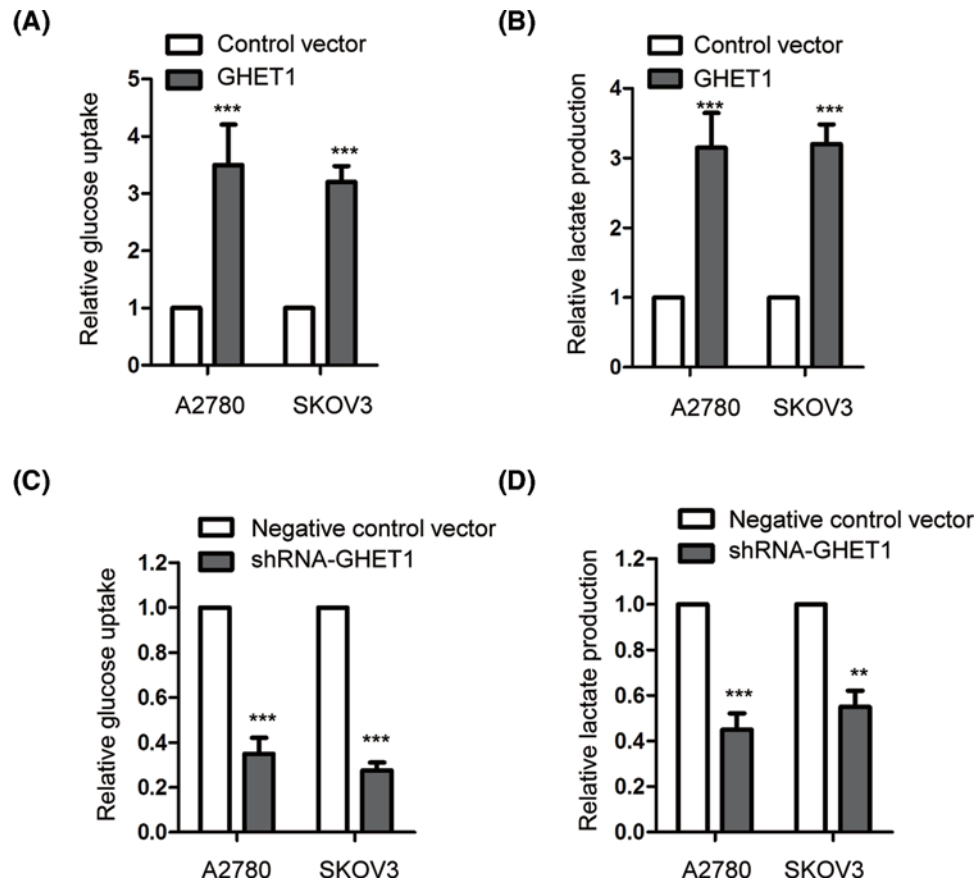 (A)
Control vector
GHET1
Relative glucose uptake
5
4
3
2
1
0
***
***
A2780
SKOV3
(B)
Control vector
GHET1
Relative lactate production
4
3
2
1
0
***
***
A2780
SKOV3
(C)
Negative control vector
shRNA-GHET1
Relative glucose uptake
1.2
1.0
0.8
0.6
0.4
0.2
0.0
***
***
A2780
SKOV3
(D)
Negative control vector
shRNA-GHET1
Relative lactate production
1.2
1.0
0.8
0.6
0.4
0.2
0.0
***
**
A2780
SKOV3